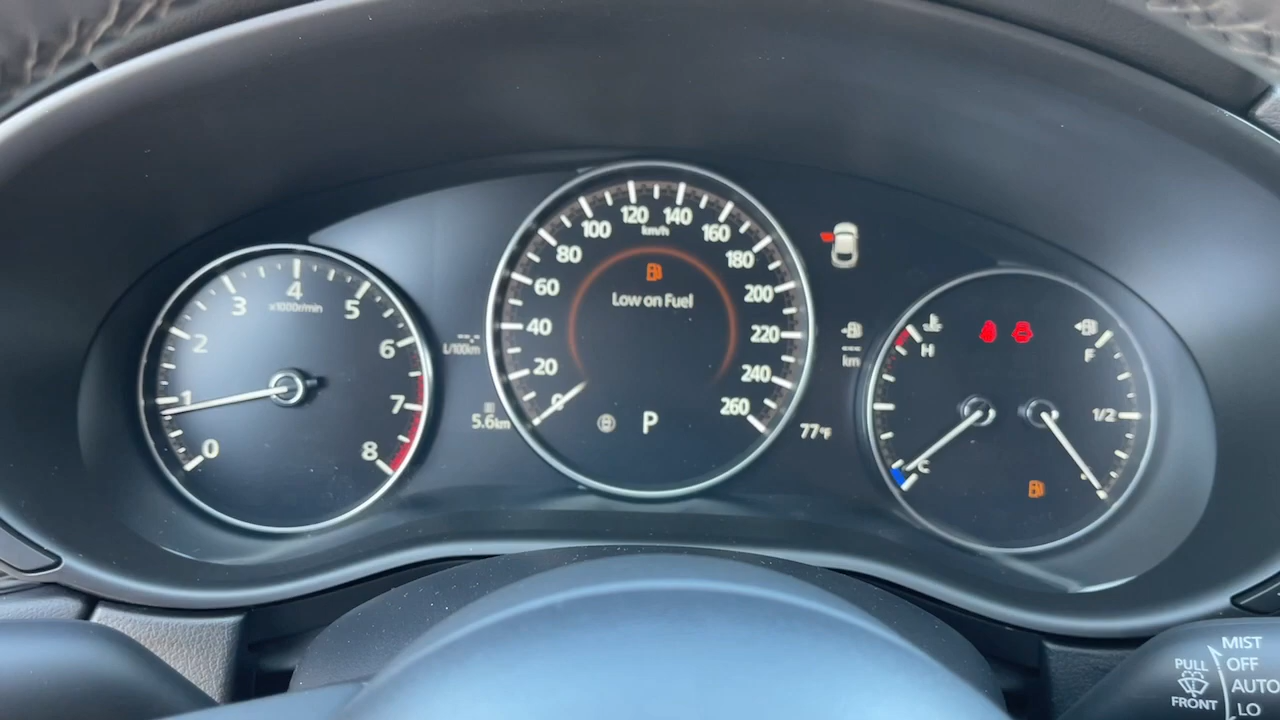 0
1
2
3
4
5
6
7
8
x1000r/min
--.-
L/100km
5.6km
0
20
40
60
80
100
120
140
160
180
200
220
240
260
km/h
Low on Fuel
P
---
km
77°F
H
C
F
1/2
MIST
PULL
OFF
AUTO
FRONT
LO